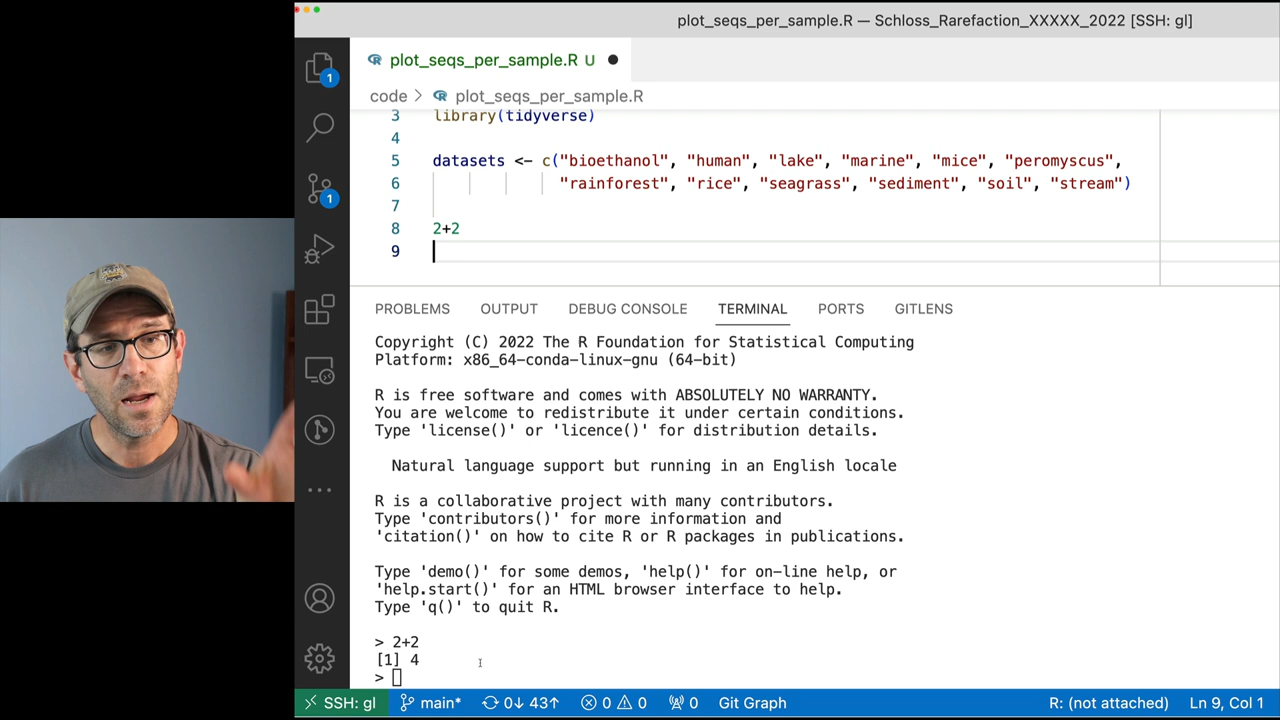 plot_seqs_per_sample.R — Schloss_Rarefaction_XXXXX_2022 [SSH: gl]
plot_seqs_per_sample.R U
code > plot_seqs_per_sample.R
3 library(tidyverse)
4
5 datasets <- c("bioethanol", "human", "lake", "marine", "mice", "peromyscus",
6 "rainforest", "rice", "seagrass", "sediment", "soil", "stream")
7
8 2+2
9
1
1
PROBLEMS OUTPUT DEBUG CONSOLE TERMINAL PORTS GITLENS
Copyright (C) 2022 The R Foundation for Statistical Computing
Platform: x86_64-conda-linux-gnu (64-bit)
R is free software and comes with ABSOLUTELY NO WARRANTY.
You are welcome to redistribute it under certain conditions.
Type 'license()' or 'licence()' for distribution details.
Natural language support but running in an English locale
R is a collaborative project with many contributors.
Type 'contributors()' for more information and
'citation()' on how to cite R or R packages in publications.
Type 'demo()' for some demos, 'help()' for on-line help, or
'help.start()' for an HTML browser interface to help.
Type 'q()' to quit R.
> 2+2
[1] 4
>
SSH: gl main* 0↓ 43↑ 0 0 0 Git Graph R: (not attached) Ln 9, Col 1